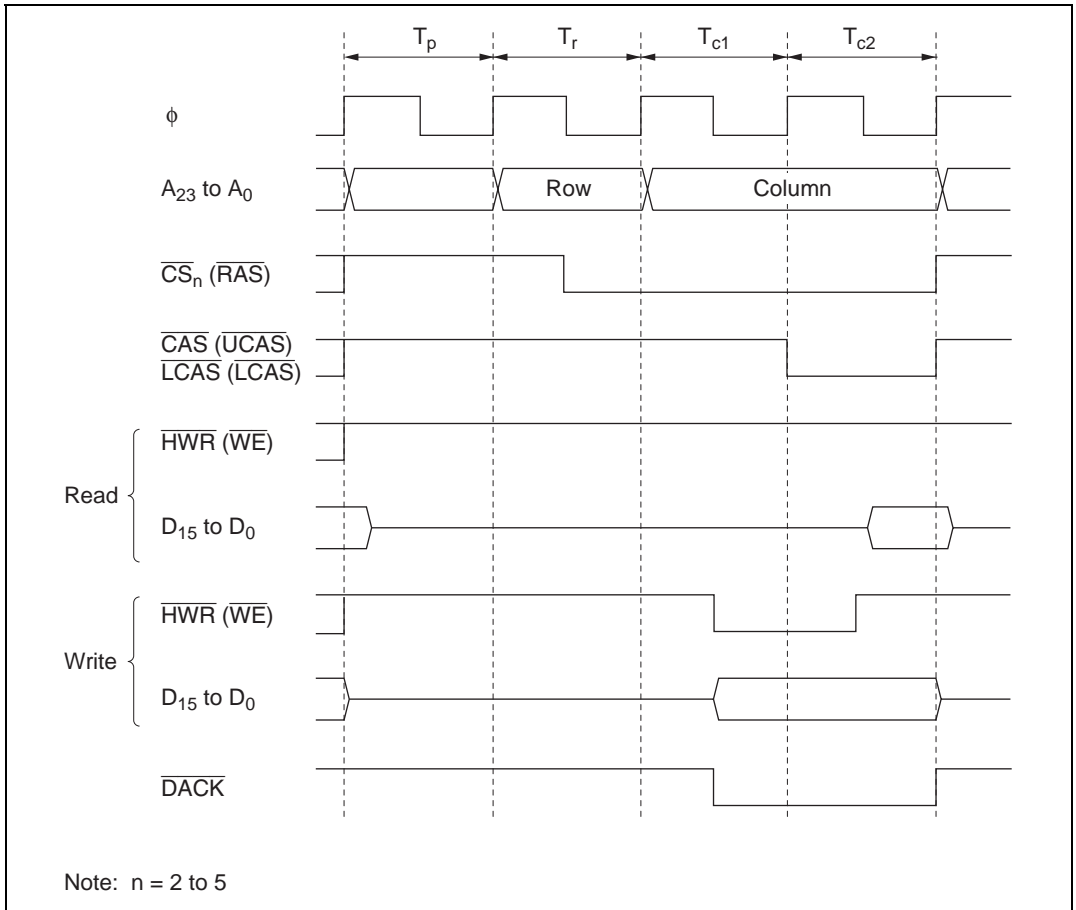 Tp Tr Tc1 Tc2
ϕ
A23 to A0 Row Column
CSn (RAS)
CAS (UCAS)
LCAS (LCAS)
HWR (WE)
Read
D15 to D0
HWR (WE)
Write
D15 to D0
DACK
Note: n = 2 to 5